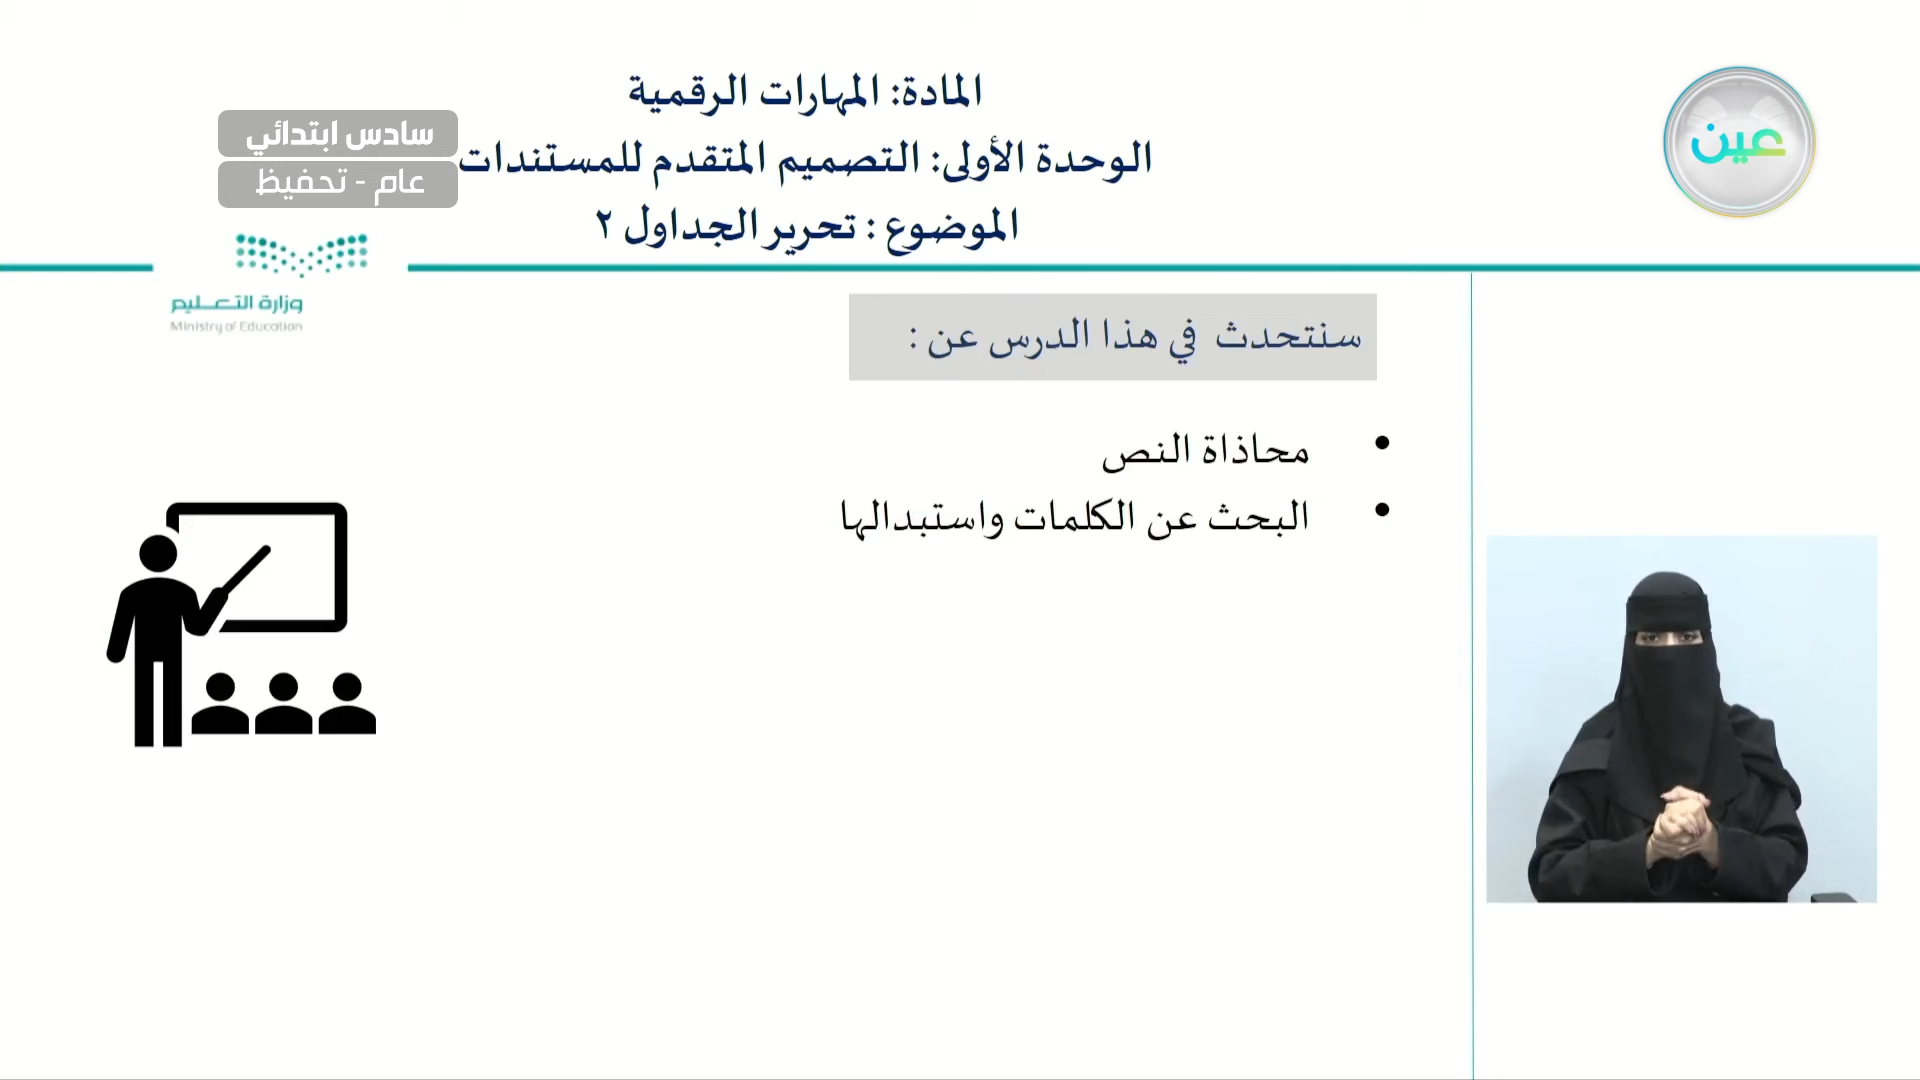 المادة: المهارات الرقمية
الوحدة الأولى: التصميم المتقدم للمستندات
الموضوع : تحرير الجداول ٢
عين
سادس ابتدائي
عام - تحفيظ
وزارة التعليم
Ministry of Education
سنتحدث في هذا الدرس عن :
• محاذاة النص
• البحث عن الكلمات واستبدالها